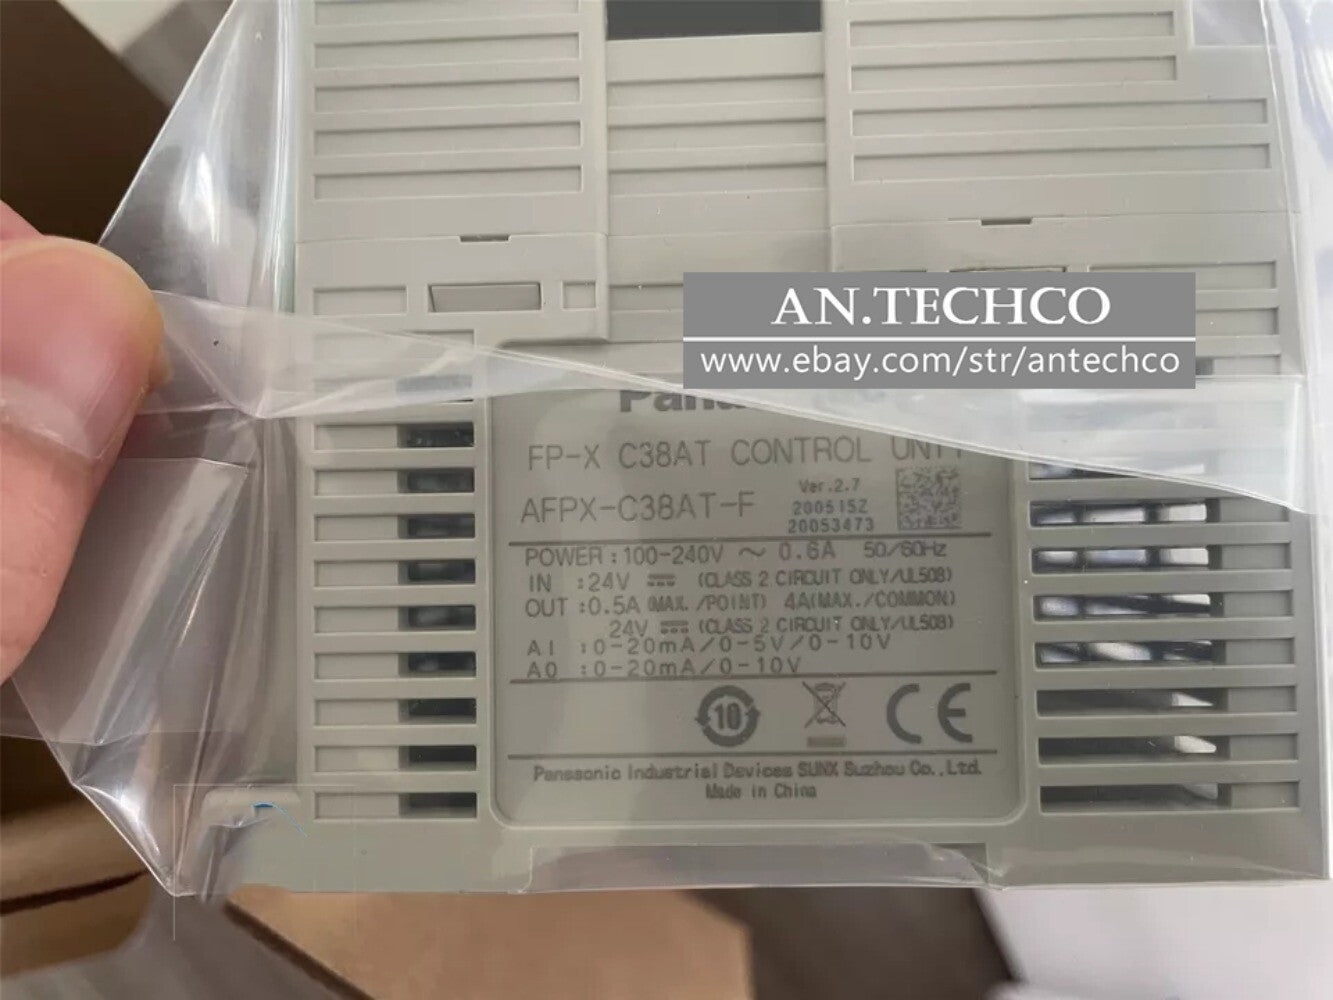 AN.TECHCO
www.ebay.com/str/antechco
FP-X C38AT CONTROL UNIT
AFPX-C38AT-F
Ver.2.7
200515Z
20053473
POWER : 100-240V ~ 0.6A 50/60Hz
IN : 24V ⎓ (CLASS 2 CIRCUIT ONLY/UL508)
OUT : 0.5A (MAX. /POINT) 4A(MAX. /COMMON)
24V ⎓ (CLASS 2 CIRCUIT ONLY/UL508)
AI : 0-20mA/0-5V/0-10V
AO : 0-20mA/0-10V
10
CE
Panasonic Industrial Devices SUNX Suzhou Co., Ltd.
Made in China